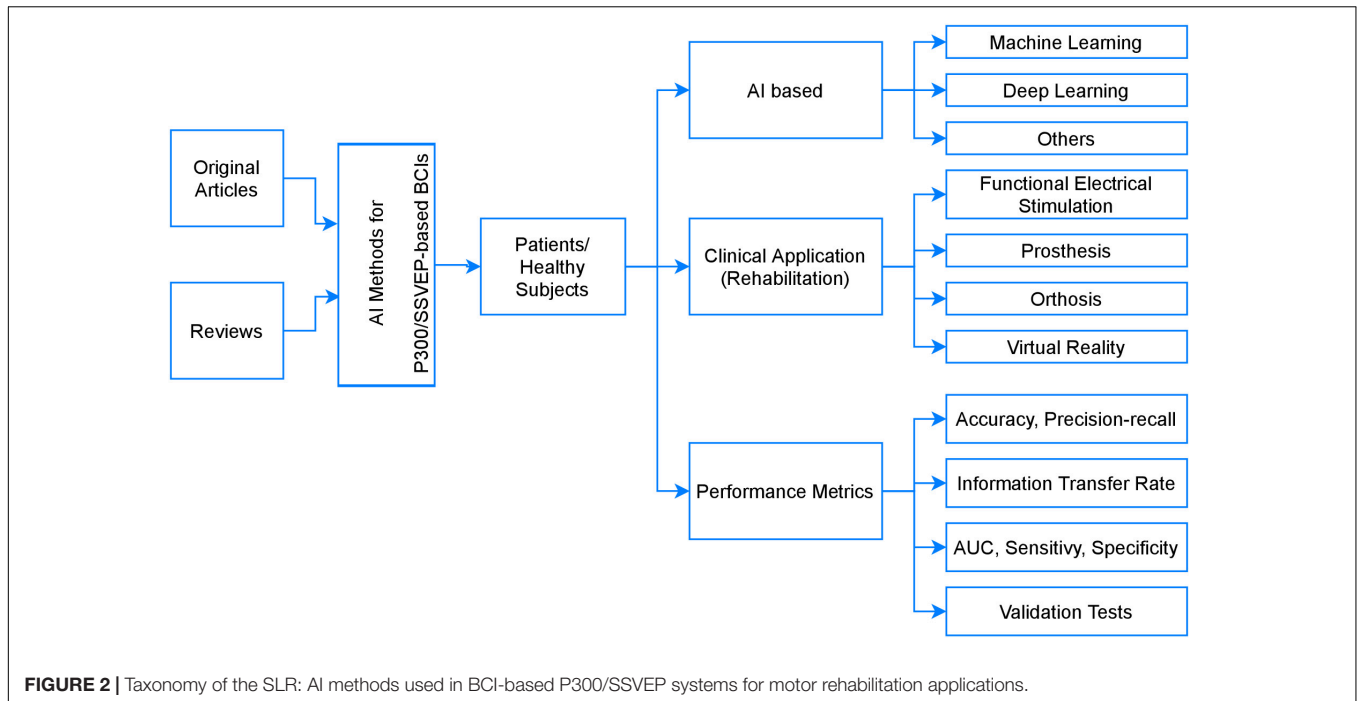 Original
Articles
Reviews
AI Methods for
P300/SSVEP-based BCIs
Patients/
Healthy
Subjects
AI based
Machine Learning
Deep Learning
Others
Clinical Application
(Rehabilitation)
Functional Electrical
Stimulation
Prosthesis
Orthosis
Virtual Reality
Performance Metrics
Accuracy, Precision-recall
Information Transfer Rate
AUC, Sensitivy, Specificity
Validation Tests
FIGURE 2 | Taxonomy of the SLR: AI methods used in BCI-based P300/SSVEP systems for motor rehabilitation applications.